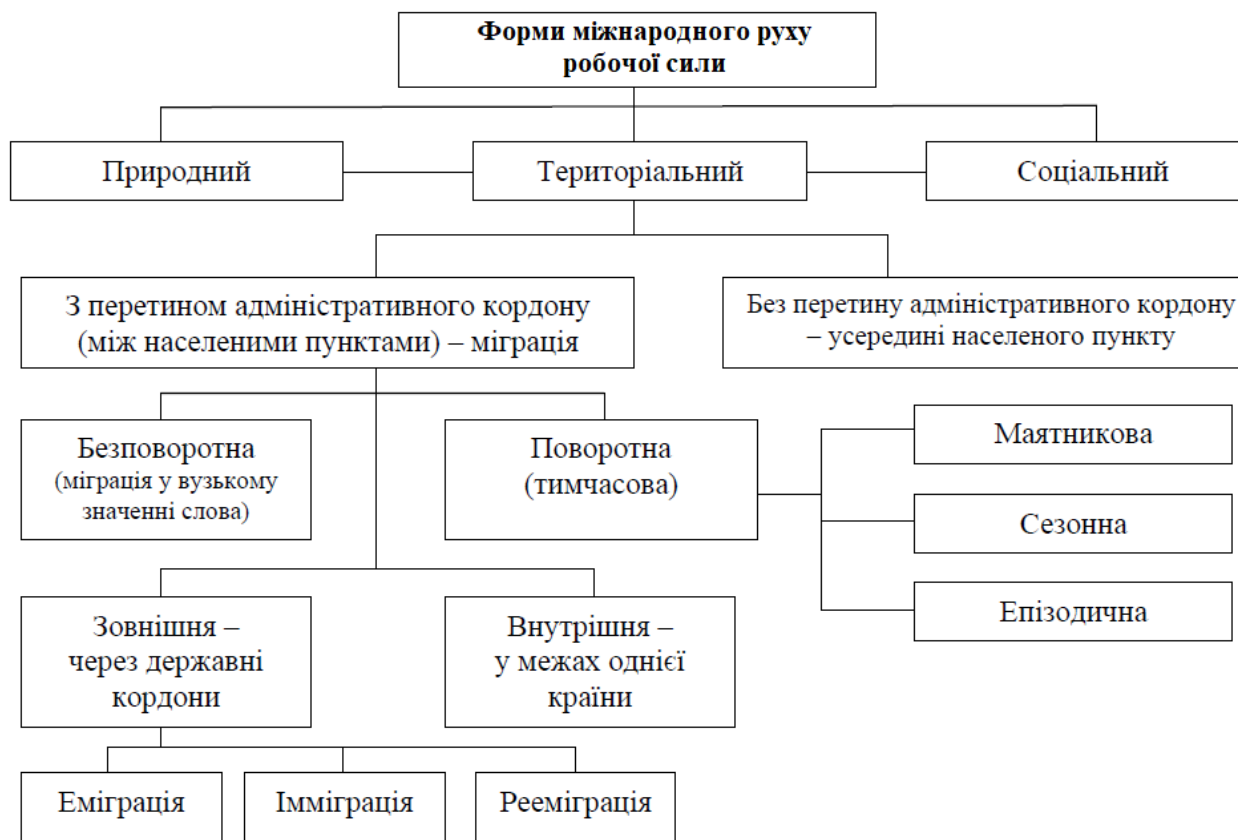 Форми міжнародного руху
робочої сили
Природний
Територіальний
Соціальний
З перетином адміністративного кордону
(між населеними пунктами) – міграція
Без перетину адміністративного кордону
– усередині населеного пункту
Безповоротна
(міграція у вузькому
значенні слова)
Поворотна
(тимчасова)
Маятникова
Сезонна
Епізодична
Зовнішня –
через державні
кордони
Внутрішня –
у межах однієї
країни
Еміграція
Імміграція
Рееміграція